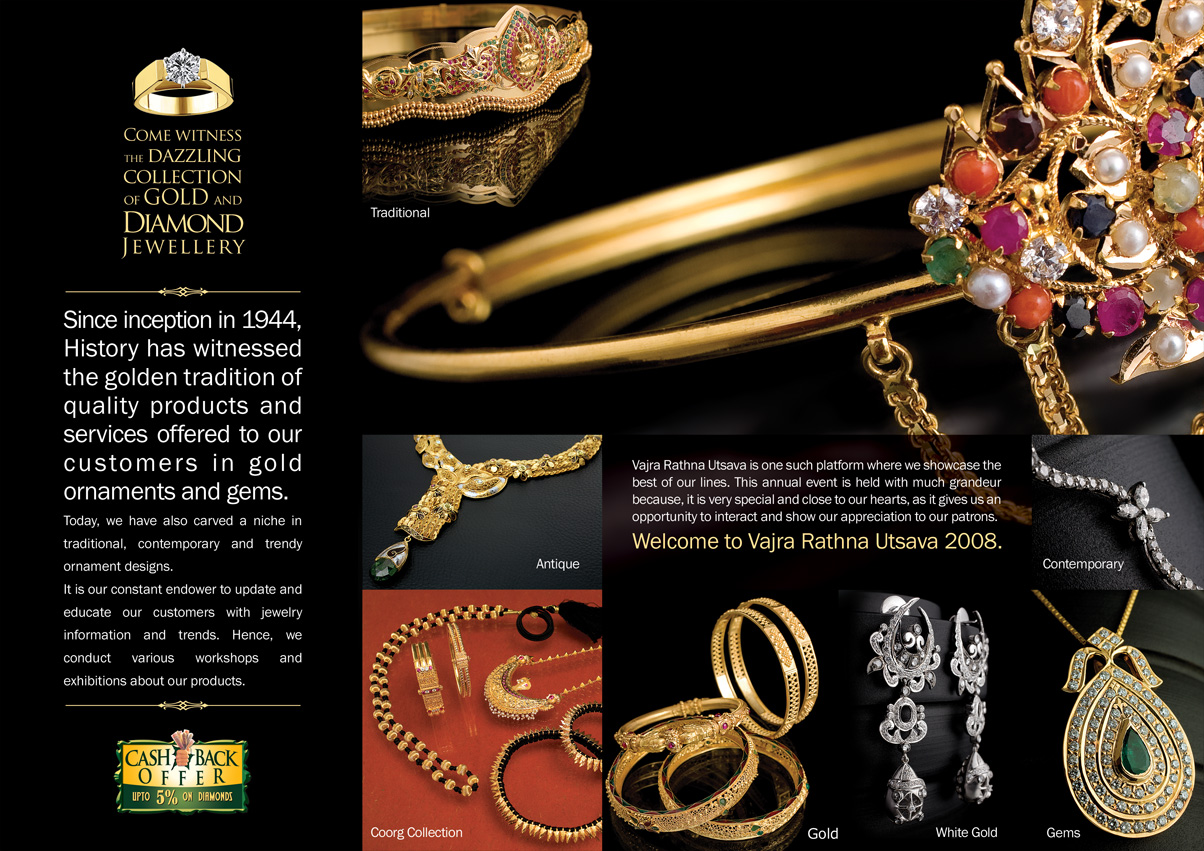 COME WITNESS
THE DAZZLING
COLLECTION
OF GOLD AND
DIAMOND
JEWELLERY
Since inception in 1944,
History has witnessed
the golden tradition of
quality products and
services offered to our
customers in gold
ornaments and gems.
Today, we have also carved a niche in
traditional, contemporary and trendy
ornament designs.
It is our constant endower to update and
educate our customers with jewelry
information and trends. Hence, we
conduct various workshops and
exhibitions about our products.
CASH BACK
OFFER
UPTO 5% ON DIAMONDS
Traditional
Antique
Vajra Rathna Utsava is one such platform where we showcase the
best of our lines. This annual event is held with much grandeur
because, it is very special and close to our hearts, as it gives us an
opportunity to interact and show our appreciation to our patrons.
Welcome to Vajra Rathna Utsava 2008.
Contemporary
Coorg Collection
Gold
White Gold
Gems